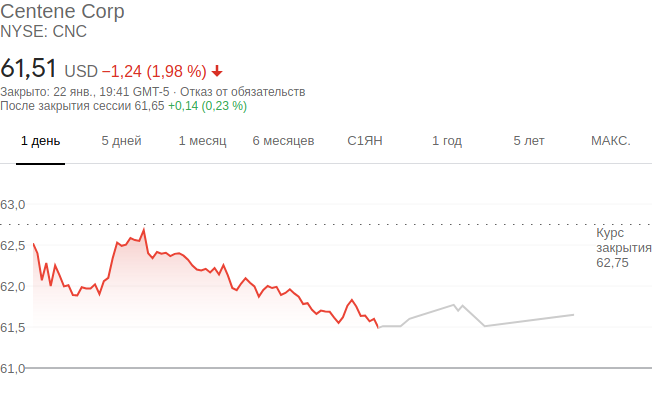 Centene Corp
NYSE: CNC
61,51 USD −1,24 (1,98 %)
Закрыто: 22 янв., 19:41 GMT-5 · Отказ от обязательств
После закрытия сессии 61,65 +0,14 (0,23 %)
1 день 5 дней 1 месяц 6 месяцев С1ЯН 1 год 5 лет МАКС.
63,0
62,5
62,0
61,5
61,0
Курс
закрытия
62,75